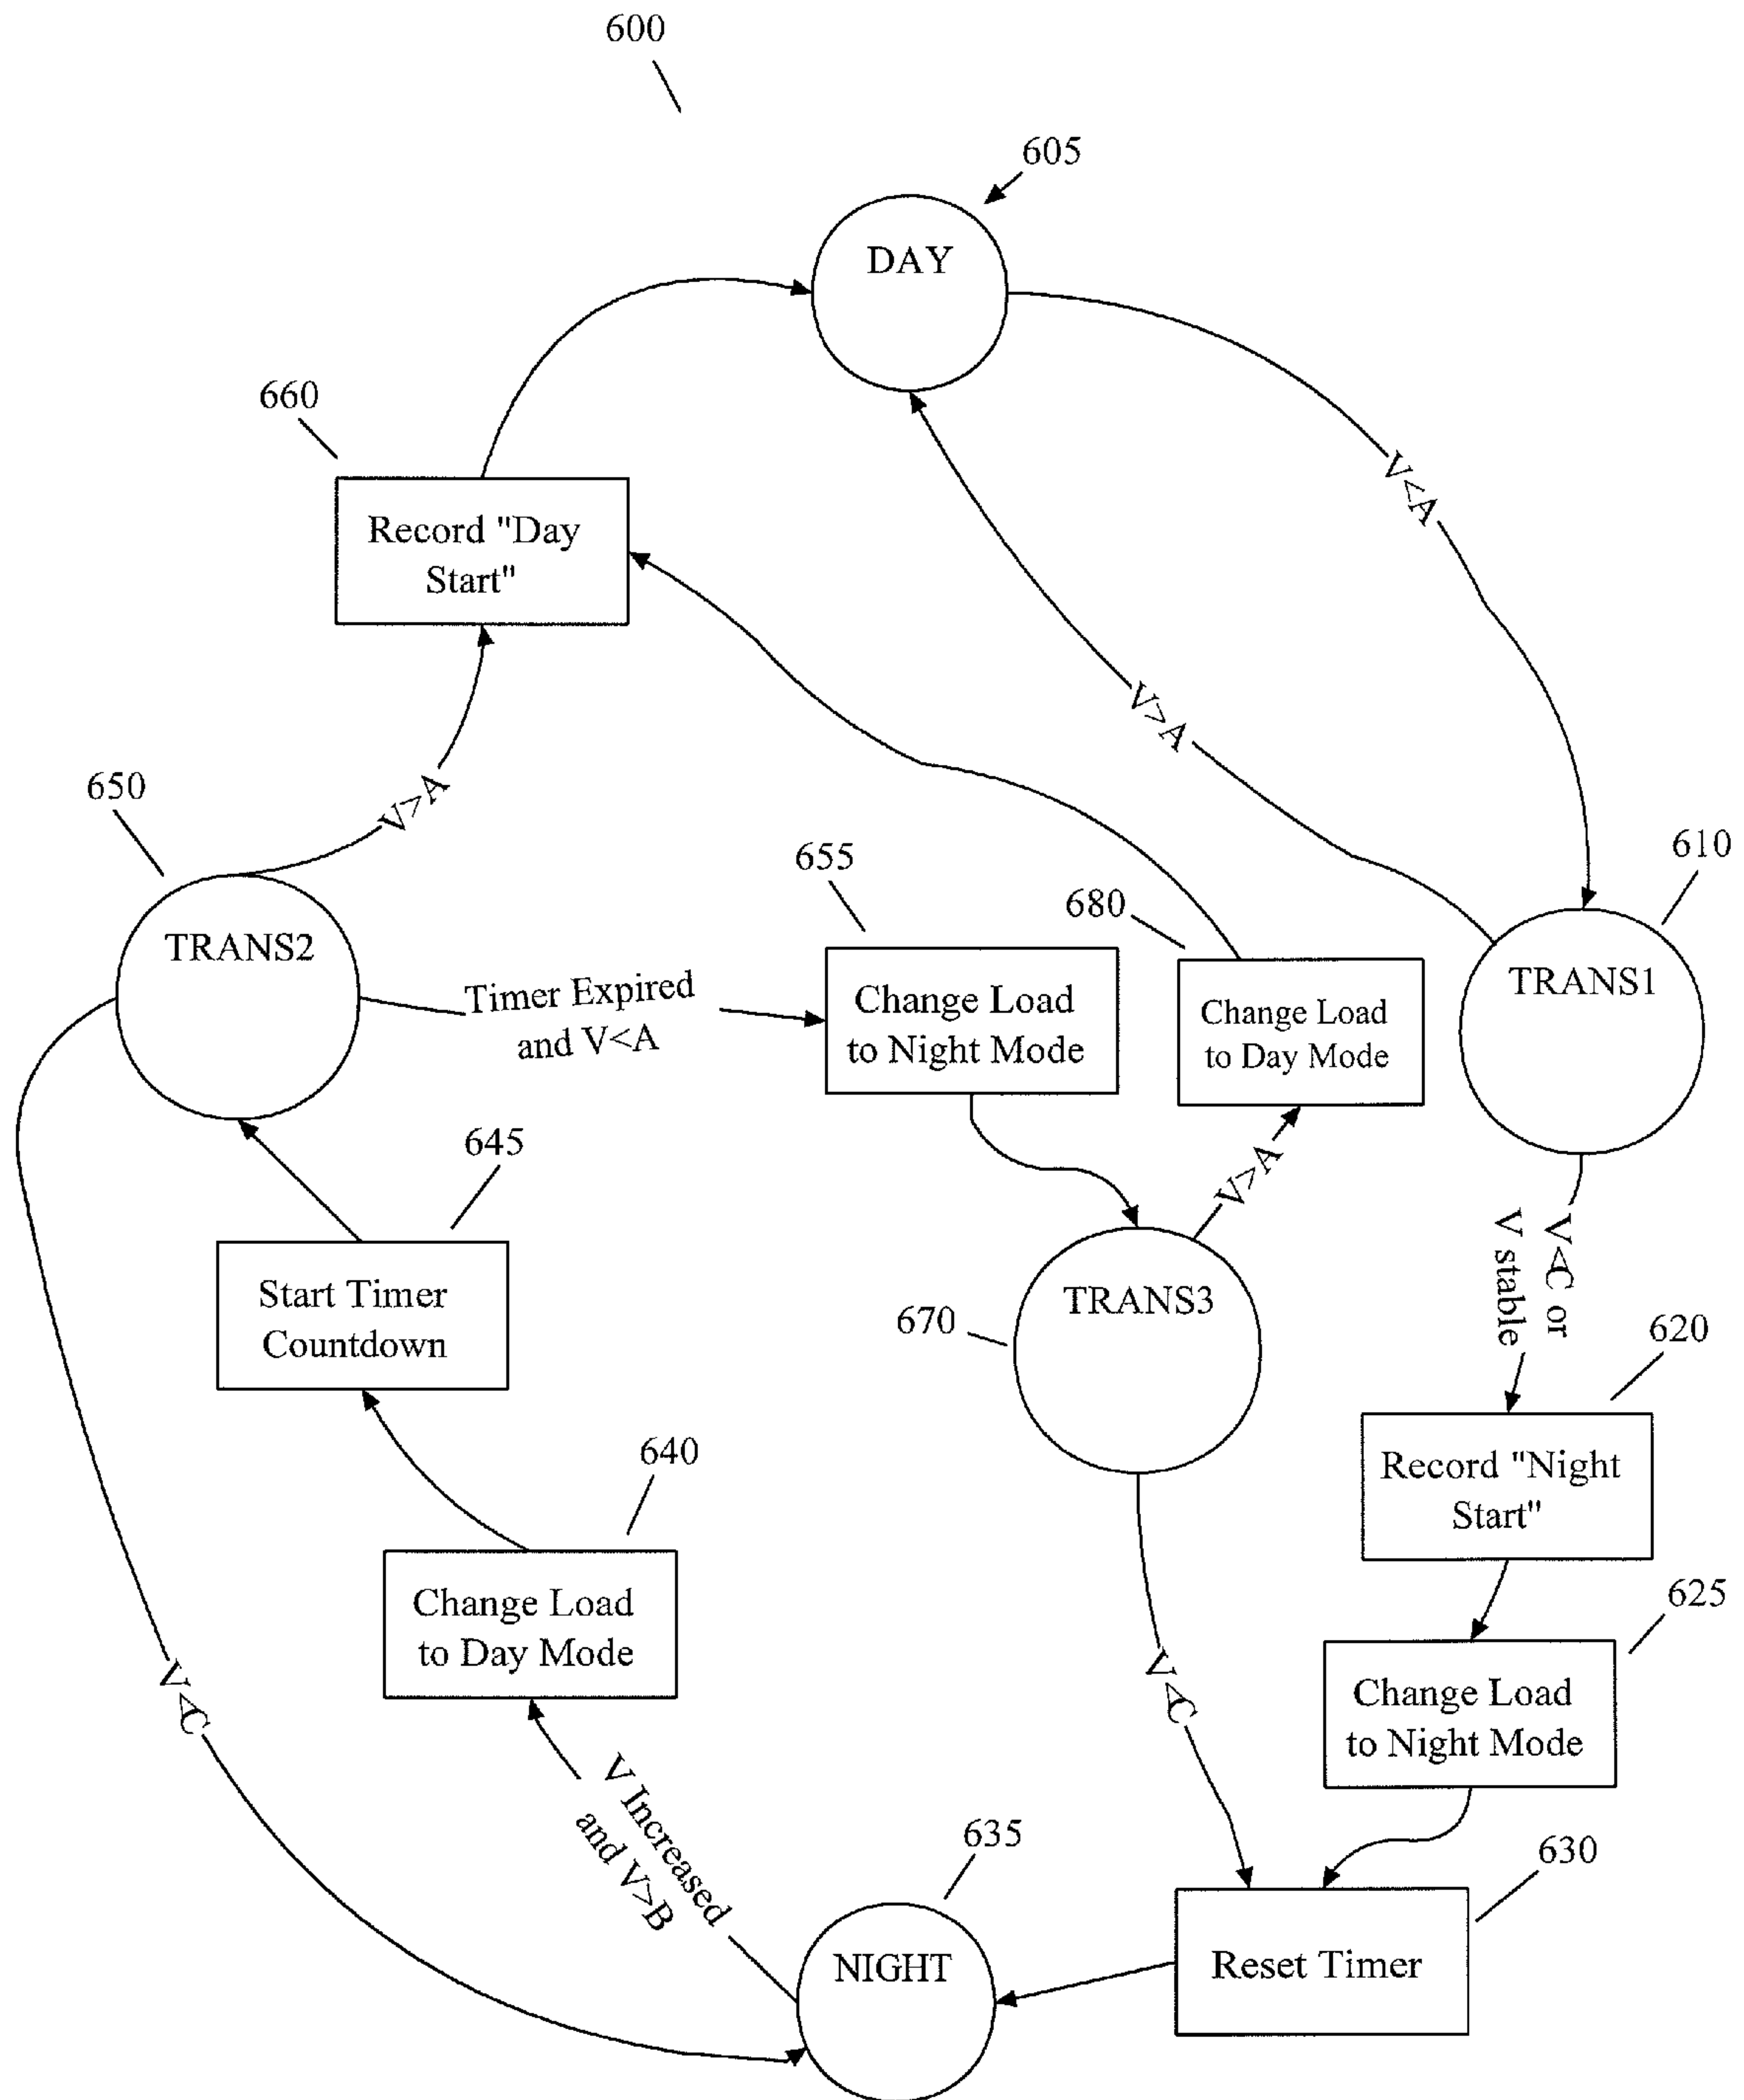 600
605
DAY
660
V<A
Record "Day
Start"
V>A
650
V>A
655
610
680
TRANS2
TRANS1
Timer Expired
and V<A
Change Load
to Night Mode
Change Load
to Day Mode
645
V>A
V<C or
V stable
Start Timer
Countdown
TRANS3
670
620
640
Record "Night
Start"
625
Change Load
to Day Mode
V<C
V<C
Change Load
to Night Mode
V Increased
and V>B
635
630
NIGHT
Reset Timer